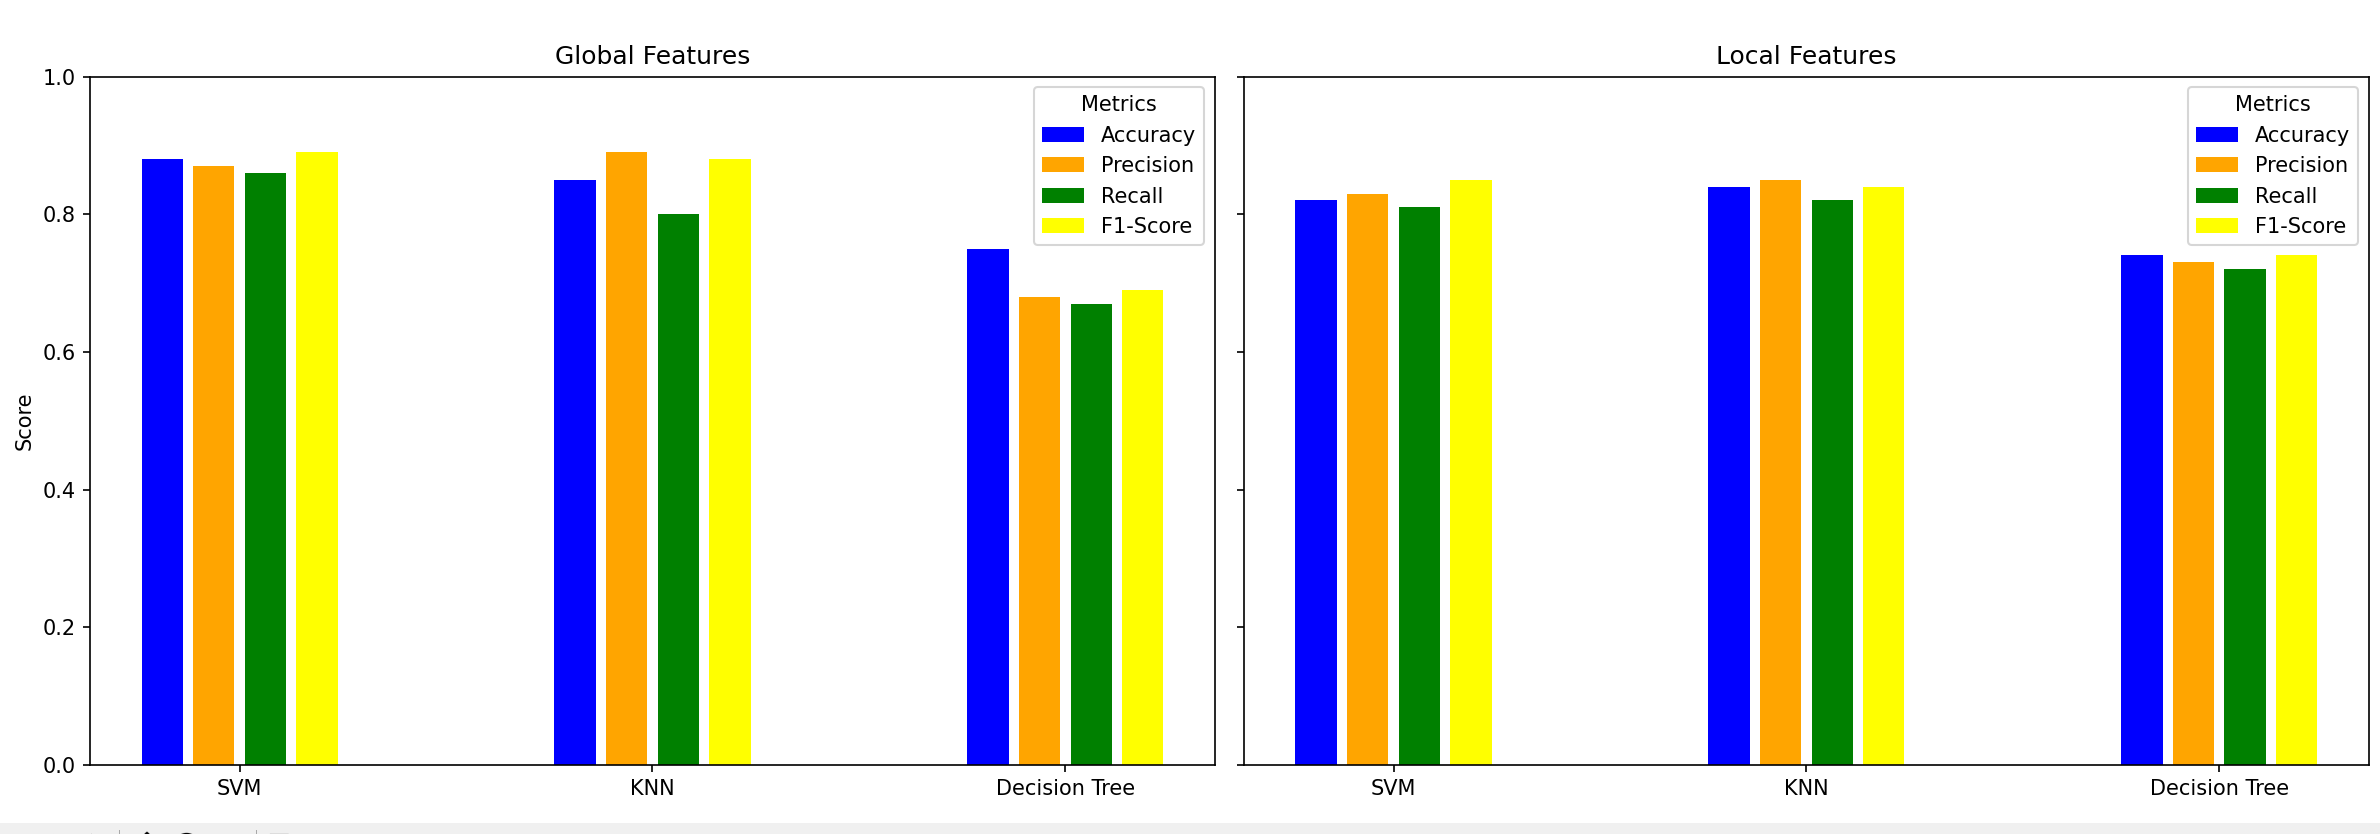 Global Features
1.0
0.8
0.6
0.4
0.2
0.0
Score
Metrics
Accuracy
Precision
Recall
F1-Score
SVM
KNN
Decision Tree
Local Features
Metrics
Accuracy
Precision
Recall
F1-Score
SVM
KNN
Decision Tree